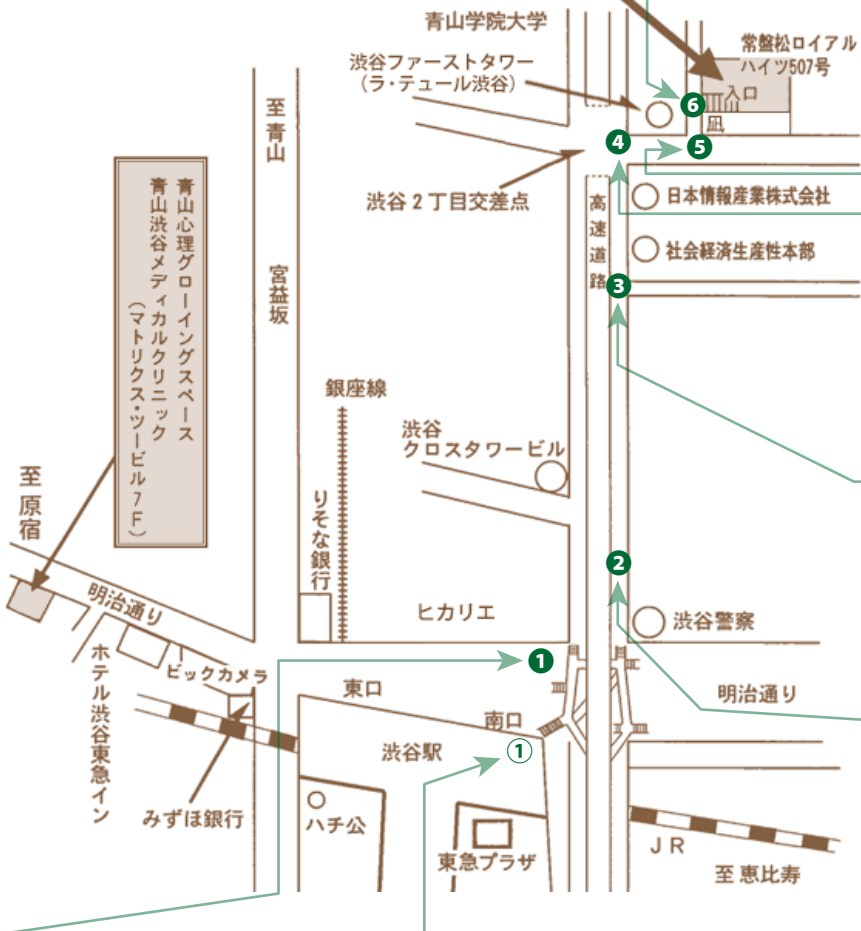 青山学院大学
渋谷ファーストタワー
(ラ・テュール渋谷)
常盤松ロイアル
ハイツ507号
入口
凪
6
5
4
渋谷2丁目交差点
日本情報産業株式会社
社会経済生産性本部
高速道路
3
至青山
宮益坂
青山心理グローイングスペース
青山渋谷メディカルクリニック
(マトリクス・ツービル7F)
銀座線
渋谷
クロスタワービル
至原宿
りそな銀行
2
明治通り
ヒカリエ
渋谷警察
1
ホテル渋谷東急イン
ビックカメラ
東口
南口
明治通り
渋谷駅
①
みずほ銀行
ハチ公
東急プラザ
JR
至恵比寿